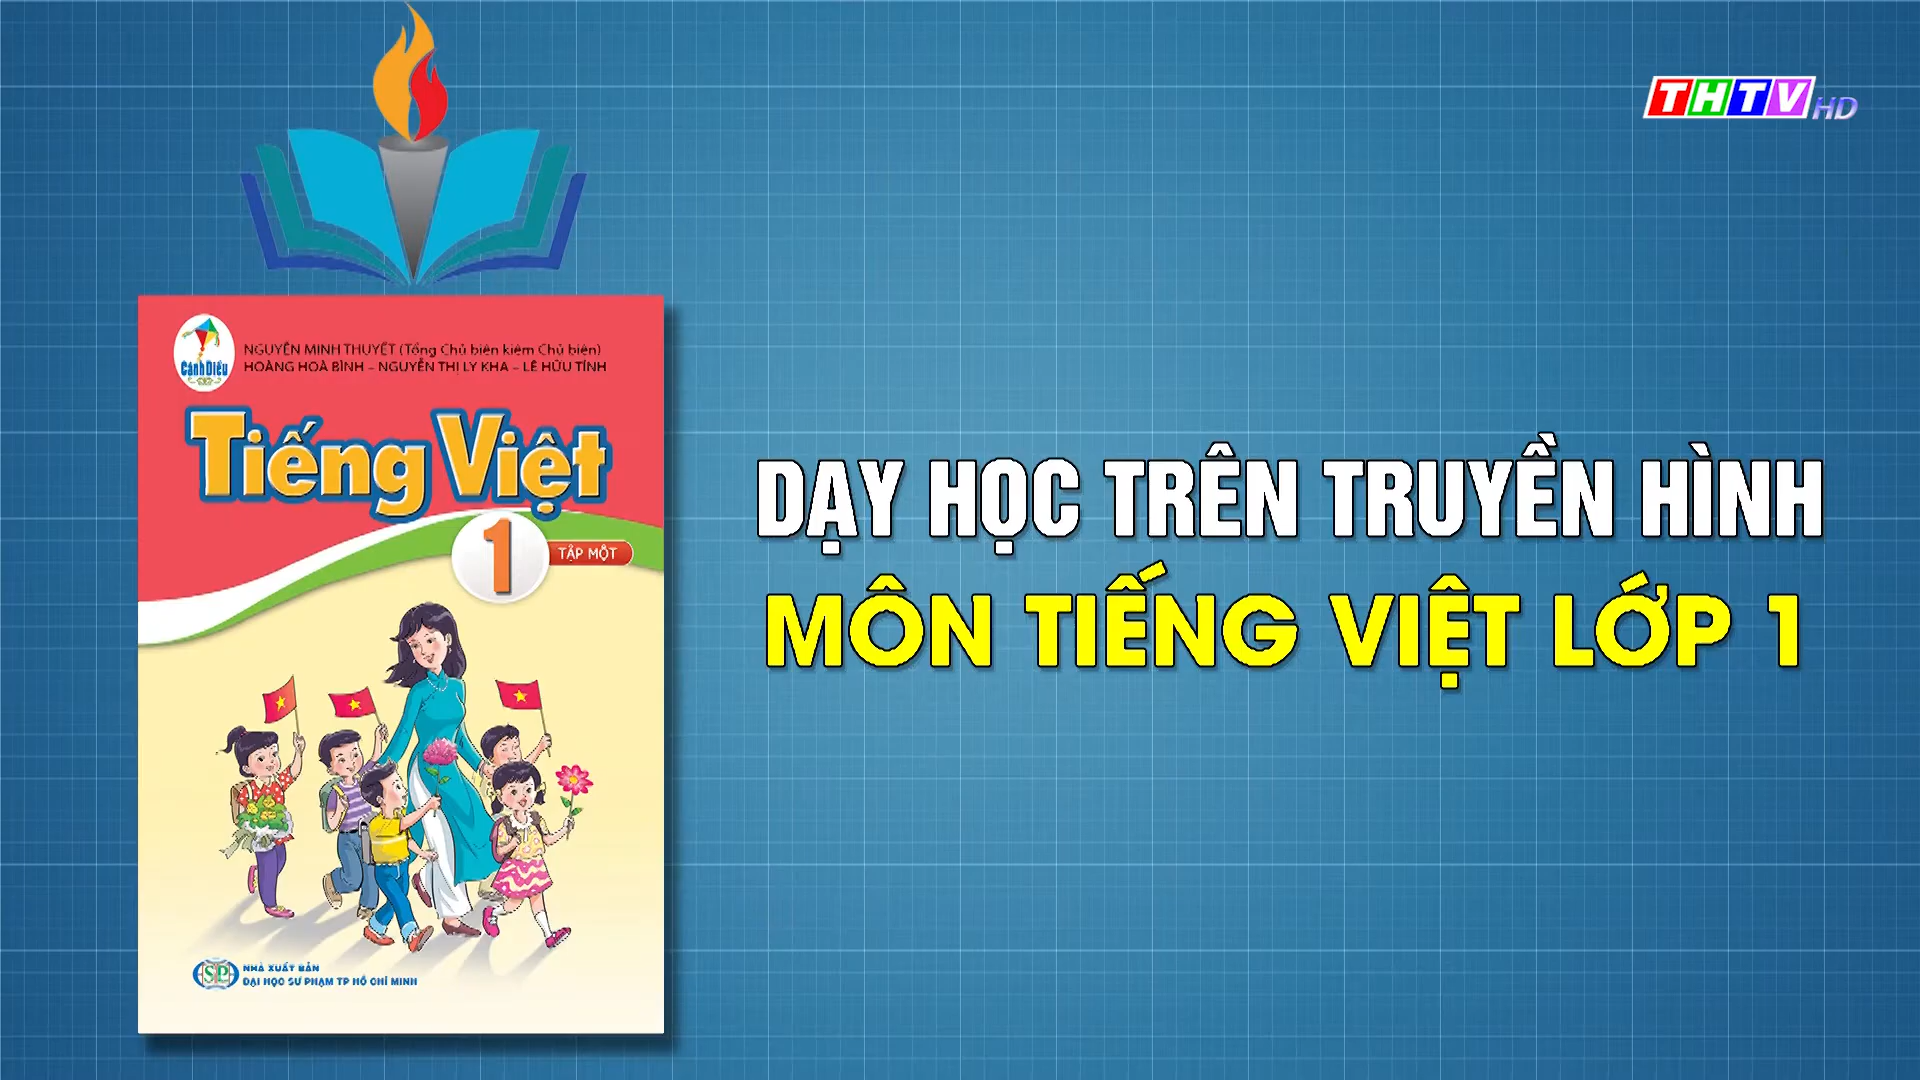 THTV HD
Cánh Diều
NGUYỄN MINH THUYẾT (Tổng Chủ biên kiêm Chủ biên)
HOÀNG HOÀ BÌNH – NGUYỄN THỊ LY KHA – LÊ HỮU TỈNH
Tiếng Việt
1
TẬP MỘT
DẠY HỌC TRÊN TRUYỀN HÌNH
MÔN TIẾNG VIỆT LỚP 1
SP
NHÀ XUẤT BẢN
ĐẠI HỌC SƯ PHẠM TP HỒ CHÍ MINH